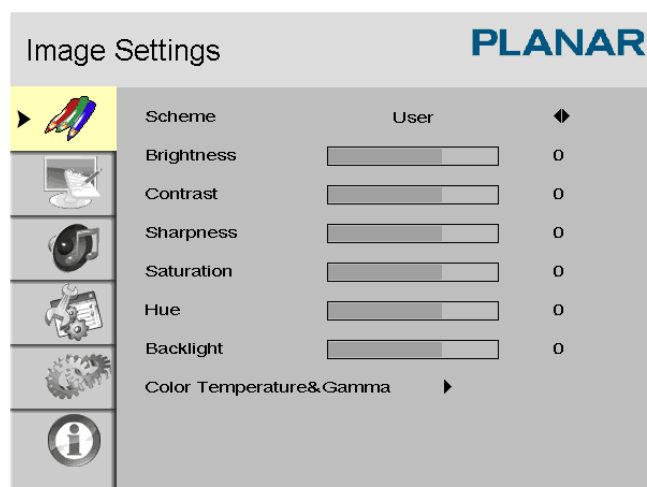 Image Settings
PLANAR
Scheme User
Brightness 0
Contrast 0
Sharpness 0
Saturation 0
Hue 0
Backlight 0
Color Temperature&Gamma